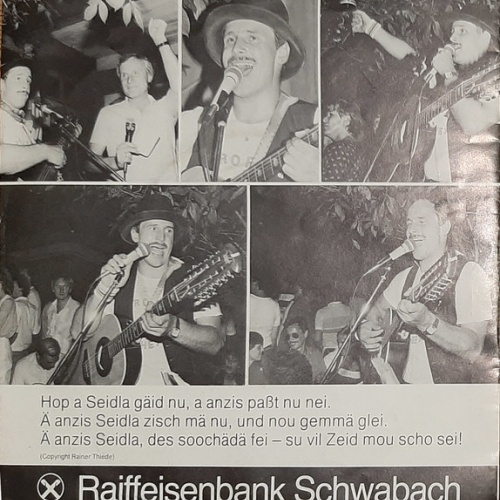 Hop a Seidla gäid nu, a anzis paßt nu nei.
Ä anzis Seidla zisch mä nu, und nou gemmä glei.
Ä anzis Seidla, des soochädä fei – su vil Zeid mou scho sei!
(Copyright Rainer Thiede)
Raiffeisenbank Schwabach